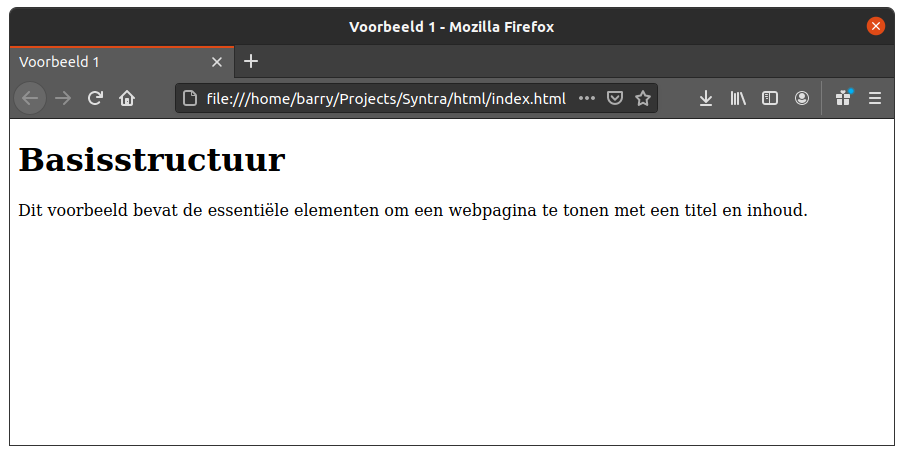 Voorbeeld 1 - Mozilla Firefox
Voorbeeld 1
file:///home/barry/Projects/Syntra/html/index.html
Basisstructuur
Dit voorbeeld bevat de essentiële elementen om een webpagina te tonen met een titel en inhoud.